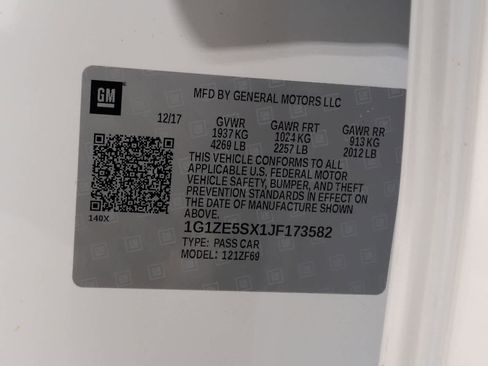 GM
MFD BY GENERAL MOTORS LLC
12/17 GVWR GAWR FRT GAWR RR
1937 KG 1024 KG 913 KG
4269 LB 2257 LB 2012 LB
THIS VEHICLE CONFORMS TO ALL
APPLICABLE U.S. FEDERAL MOTOR
VEHICLE SAFETY, BUMPER, AND THEFT
PREVENTION STANDARDS IN EFFECT ON
THE DATE OF MANUFACTURE SHOWN
ABOVE.
140X
1G1ZE5SX1JF173582
TYPE: PASS CAR
MODEL: 121ZF69